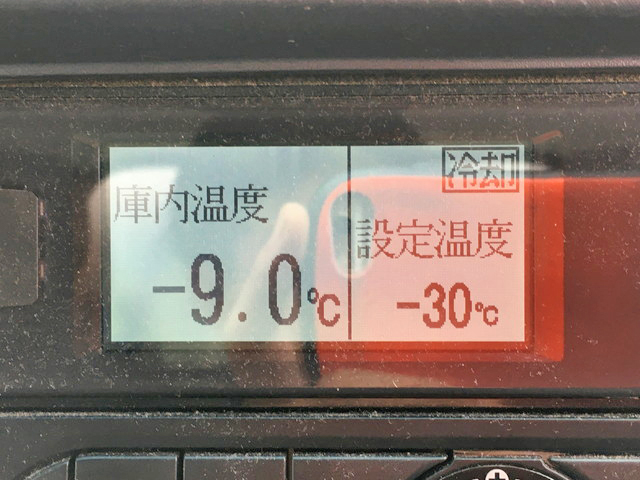 庫内温度
-9.0℃
冷却
設定温度
-30℃